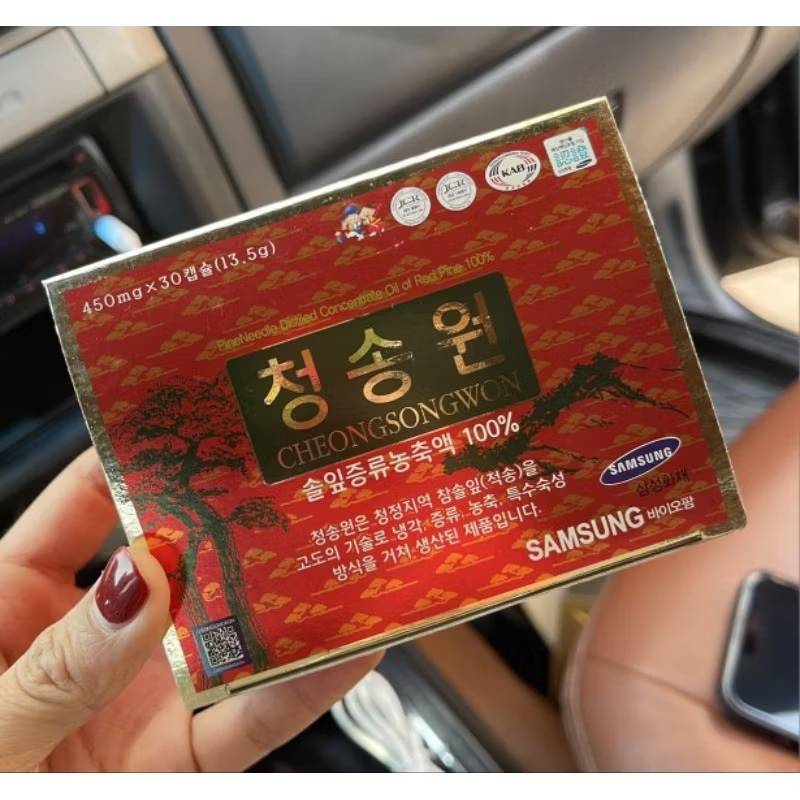 KAB
450mg×30캡슐(13.5g)
PineNeedle Distilled Concentrate Oil of Red Pine 100%
청송원
CHEONGSONGWON
솔잎증류농축액 100%
청송원은 청정지역 참솔잎(적송)을
고도의 기술로 냉각, 증류, 농축, 특수숙성
방식을 거쳐 생산된 제품입니다.
SAMSUNG
삼성화재
SAMSUNG 바이오팜